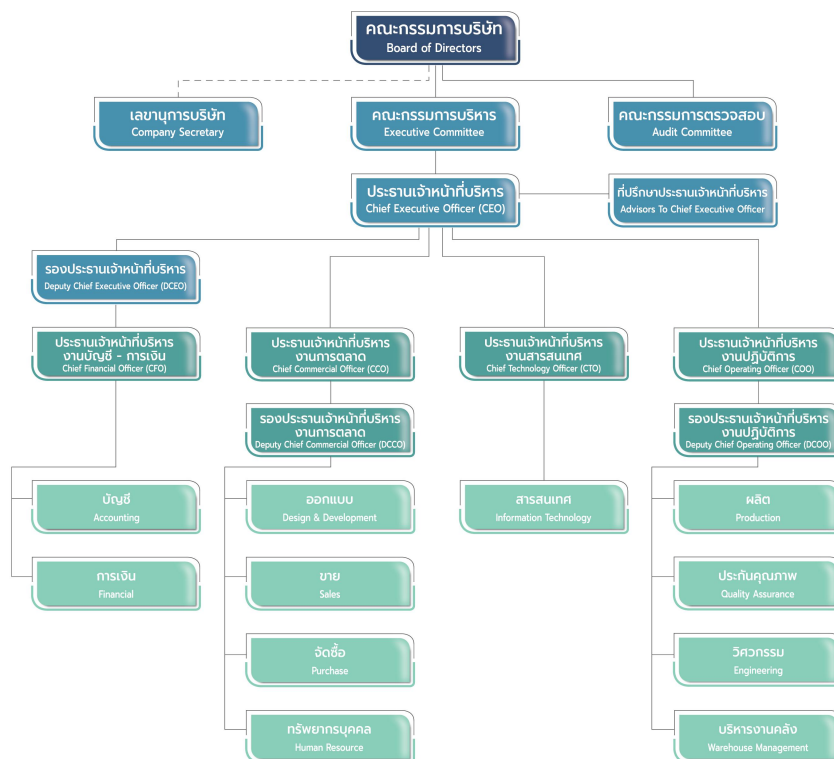 คณะกรรมการบริษัท
Board of Directors
เลขานุการบริษัท
Company Secretary
คณะกรรมการบริหาร
Executive Committee
คณะกรรมการตรวจสอบ
Audit Committee
ประธานเจ้าหน้าที่บริหาร
Chief Executive Officer (CEO)
ที่ปรึกษาประธานเจ้าหน้าที่บริหาร
Advisors To Chief Executive Officer
รองประธานเจ้าหน้าที่บริหาร
Deputy Chief Executive Officer (DCEO)
ประธานเจ้าหน้าที่บริหาร
งานบัญชี - การเงิน
Chief Financial Officer (CFO)
ประธานเจ้าหน้าที่บริหาร
งานการตลาด
Chief Commercial Officer (CCO)
ประธานเจ้าหน้าที่บริหาร
งานสารสนเทศ
Chief Technology Officer (CTO)
ประธานเจ้าหน้าที่บริหาร
งานปฏิบัติการ
Chief Operating Officer (COO)
รองประธานเจ้าหน้าที่บริหาร
งานการตลาด
Deputy Chief Commercial Officer (DCCO)
รองประธานเจ้าหน้าที่บริหาร
งานปฏิบัติการ
Deputy Chief Operating Officer (DCOO)
บัญชี
Accounting
ออกแบบ
Design & Development
สารสนเทศ
Information Technology
ผลิต
Production
การเงิน
Financial
ขาย
Sales
ประกันคุณภาพ
Quality Assurance
จัดซื้อ
Purchase
วิศวกรรม
Engineering
ทรัพยากรบุคคล
Human Resource
บริหารงานคลัง
Warehouse Management